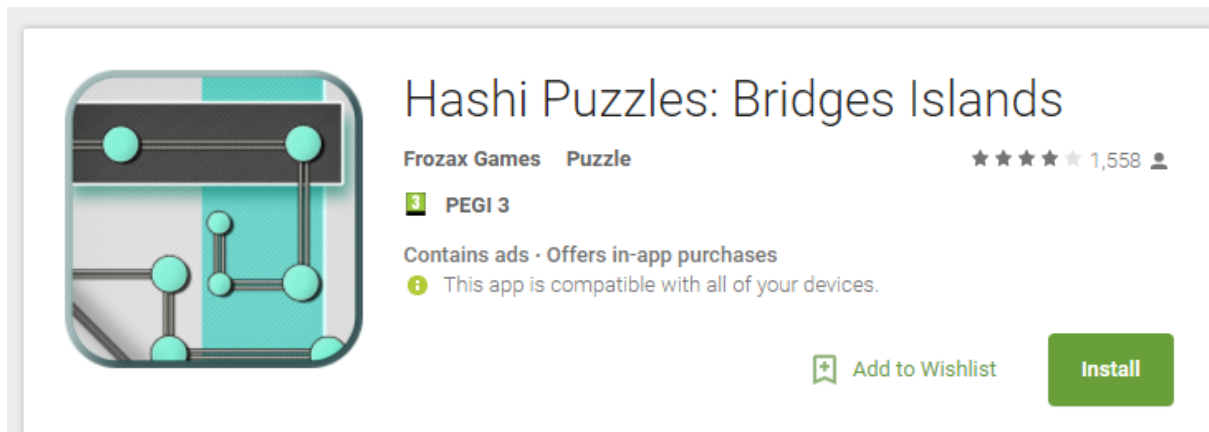 Hashi Puzzles: Bridges Islands
Frozax Games Puzzle 1,558
3 PEGI 3
Contains ads · Offers in-app purchases
This app is compatible with all of your devices.
Add to Wishlist Install